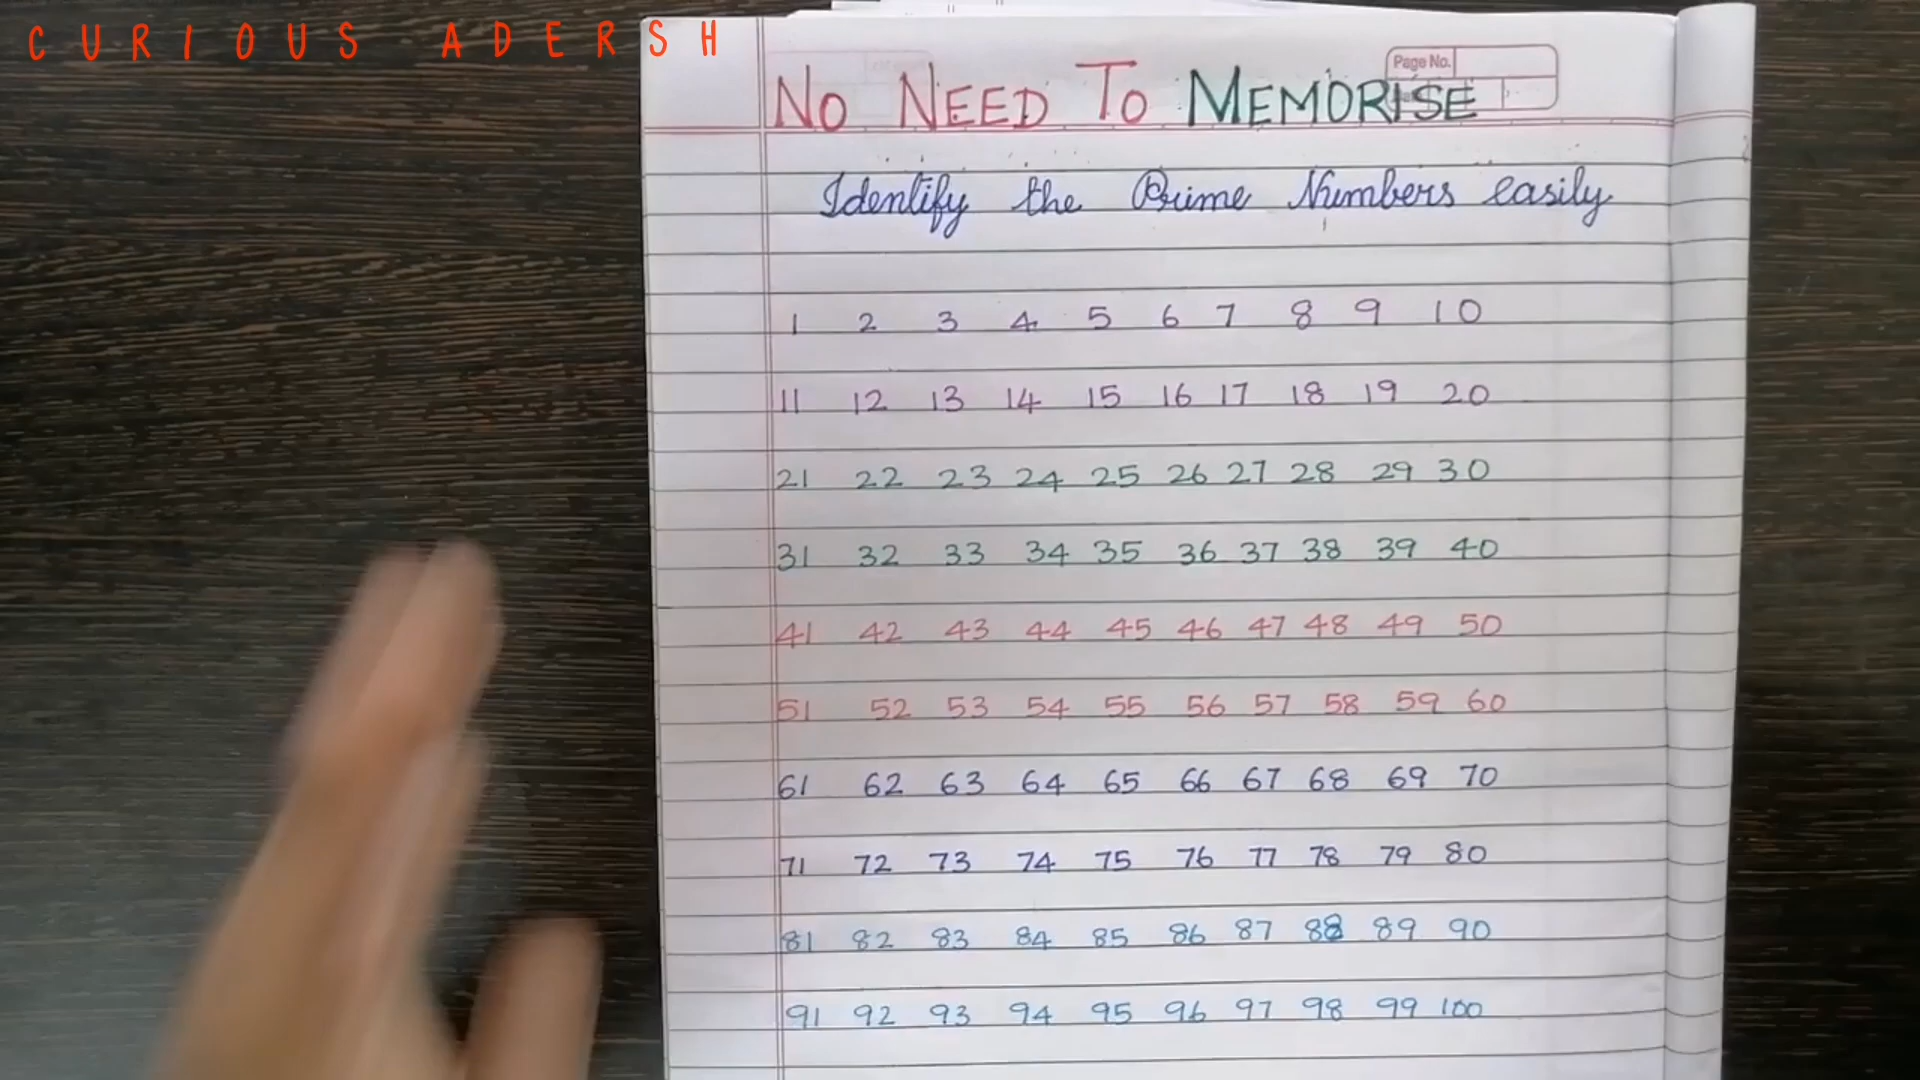 CURIOUS ADERSH
Page No.
NO NEED TO MEMORISE
Identify the Prime Numbers easily
1 2 3 4 5 6 7 8 9 10
11 12 13 14 15 16 17 18 19 20
21 22 23 24 25 26 27 28 29 30
31 32 33 34 35 36 37 38 39 40
41 42 43 44 45 46 47 48 49 50
51 52 53 54 55 56 57 58 59 60
61 62 63 64 65 66 67 68 69 70
71 72 73 74 75 76 77 78 79 80
81 82 83 84 85 86 87 88 89 90
91 92 93 94 95 96 97 98 99 100